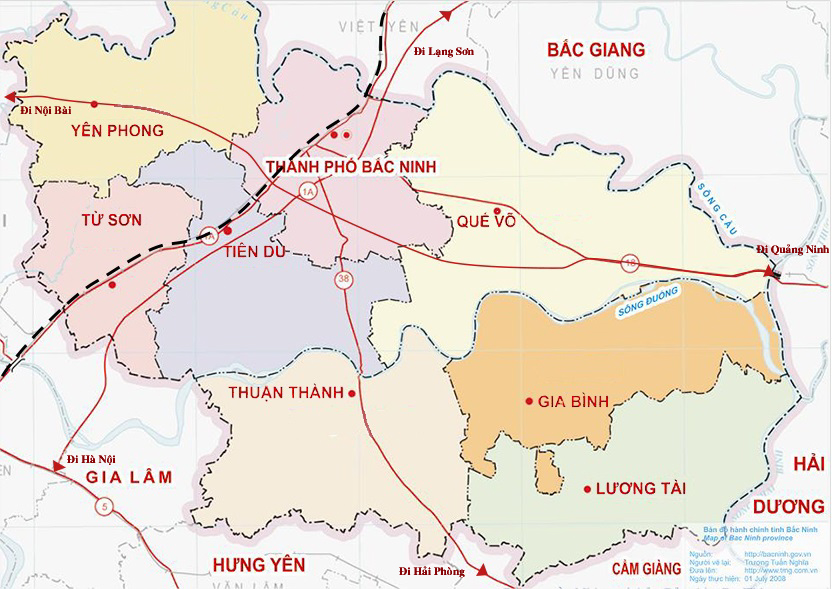 VIỆT YÊN
Đi Lạng Sơn
BẮC GIANG
YÊN DŨNG
Đi Nội Bài
YÊN PHONG
THÀNH PHỐ BẮC NINH
1A
TỪ SƠN
QUẾ VÕ
SÔNG CẦU
TIÊN DU
Đi Quảng Ninh
18
38
SÔNG ĐUỐNG
THUẬN THÀNH
GIA BÌNH
Đi Hà Nội
GIA LÂM
LƯƠNG TÀI
HẢI
DƯƠNG
5
Bản đồ hành chính tỉnh Bắc Ninh
Map of Bac Ninh province
Nguồn: http://bacninh.gov.vn
Người vẽ lại: Trương Tuấn Nghĩa
Đưa lên: http://www.tmg.com.vn
Ngày thực hiện: 01 July 2008
HƯNG YÊN
VĂN LÂM
Đi Hải Phòng
CẨM GIÀNG